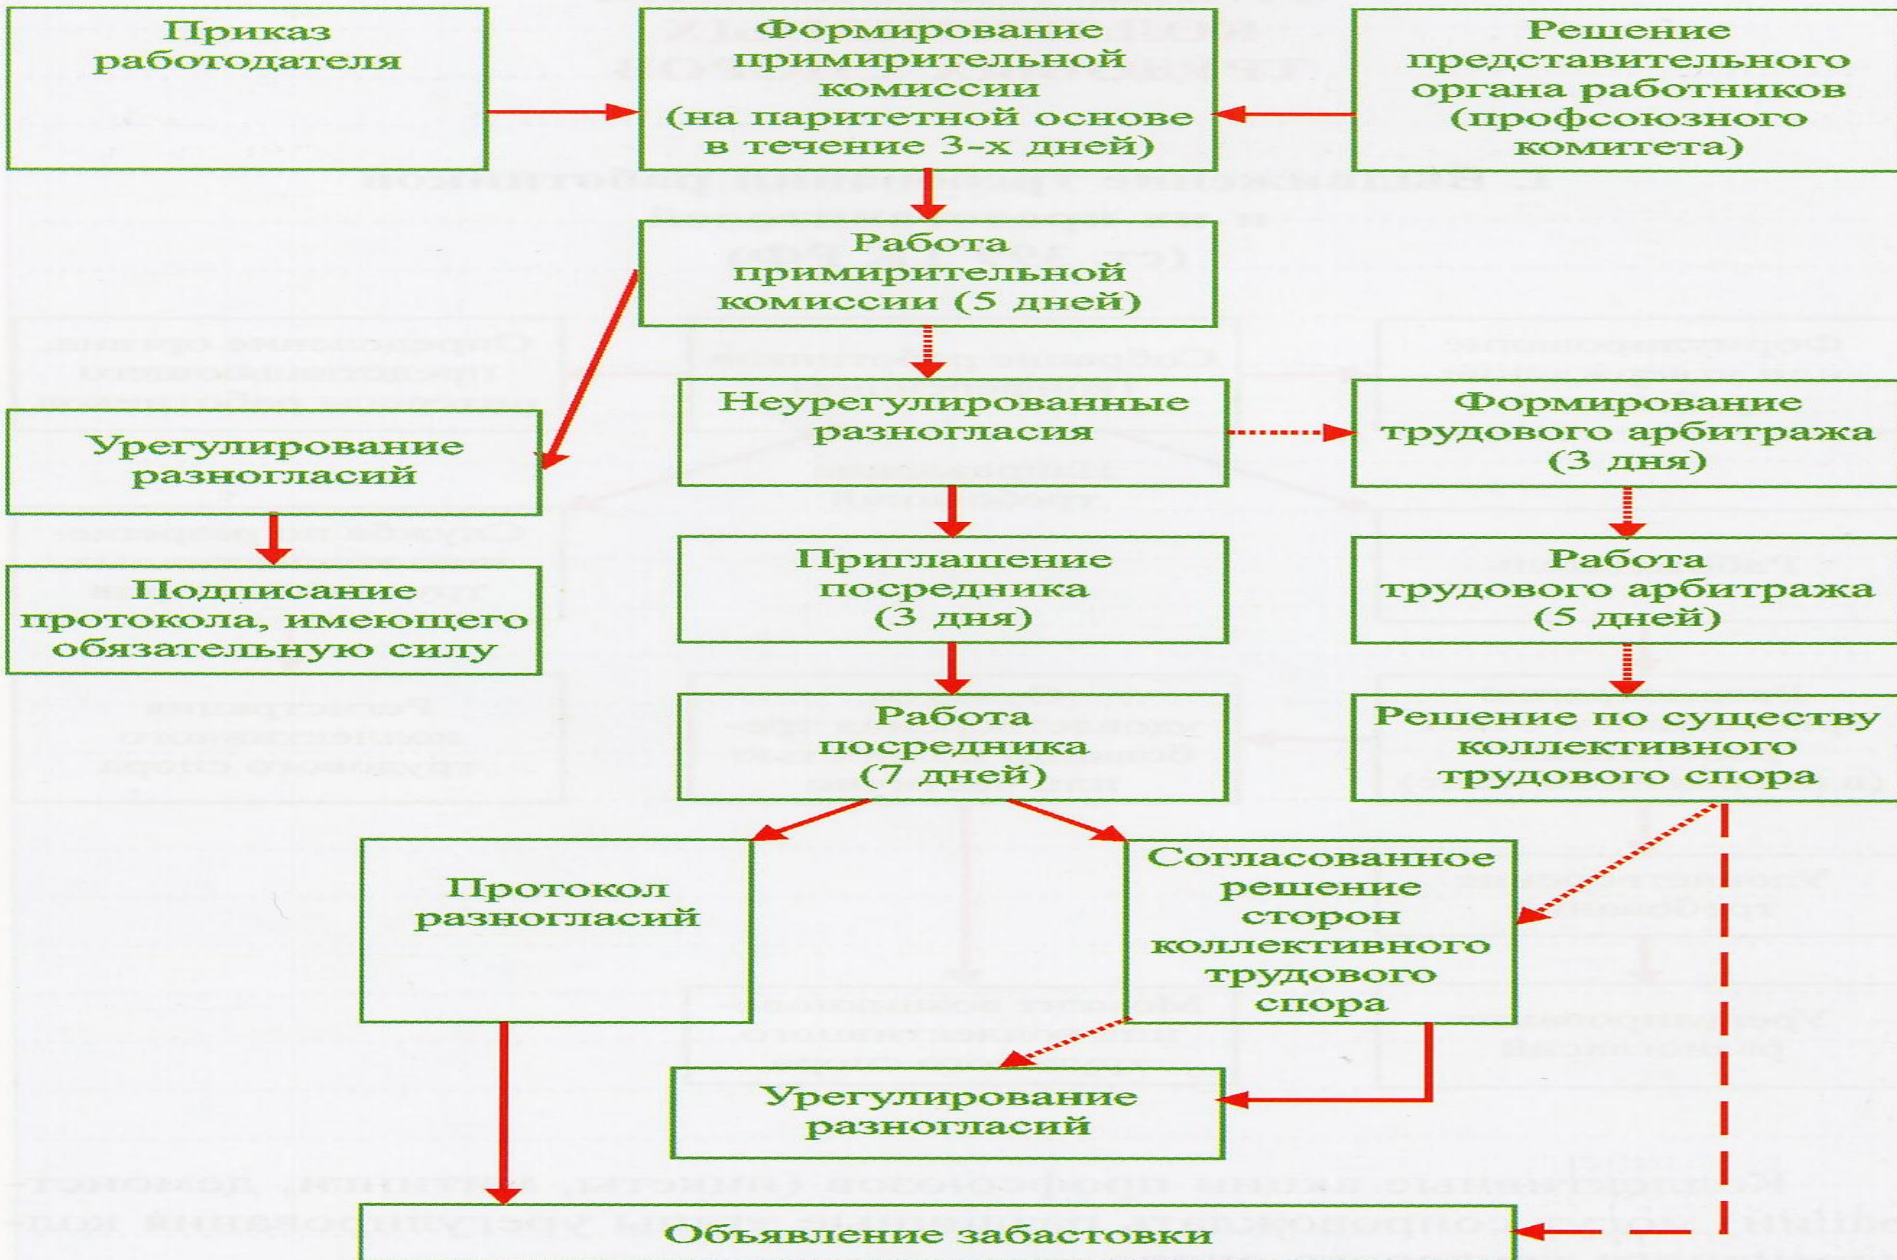 Приказ
работодателя
Формирование
примирительной
комиссии
(на паритетной основе
в течение 3-х дней)
Решение
представительного
органа работников
(профсоюзного
комитета)
Работа
примирительной
комиссии (5 дней)
Урегулирование
разногласий
Неурегулированные
разногласия
Формирование
трудового арбитража
(3 дня)
Подписание
протокола, имеющего
обязательную силу
Приглашение
посредника
(3 дня)
Работа
трудового арбитража
(5 дней)
Работа
посредника
(7 дней)
Решение по существу
коллективного
трудового спора
Протокол
разногласий
Согласованное
решение
сторон
коллективного
трудового
спора
Урегулирование
разногласий
Объявление забастовки